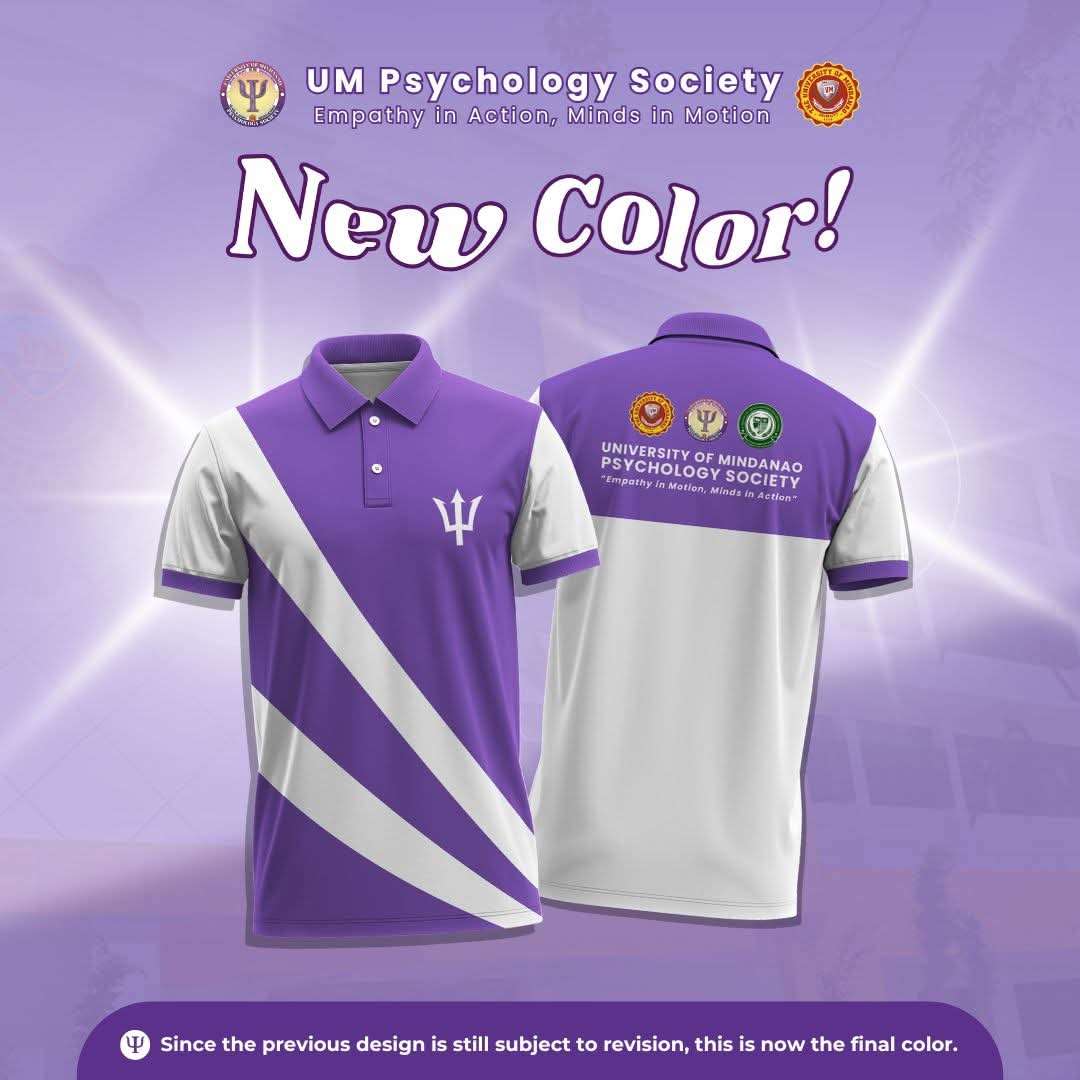 UM Psychology Society
Empathy in Action, Minds in Motion
New Color!
UNIVERSITY OF MINDANAO
PSYCHOLOGY SOCIETY
"Empathy in Motion, Minds in Action"
Since the previous design is still subject to revision, this is now the final color.